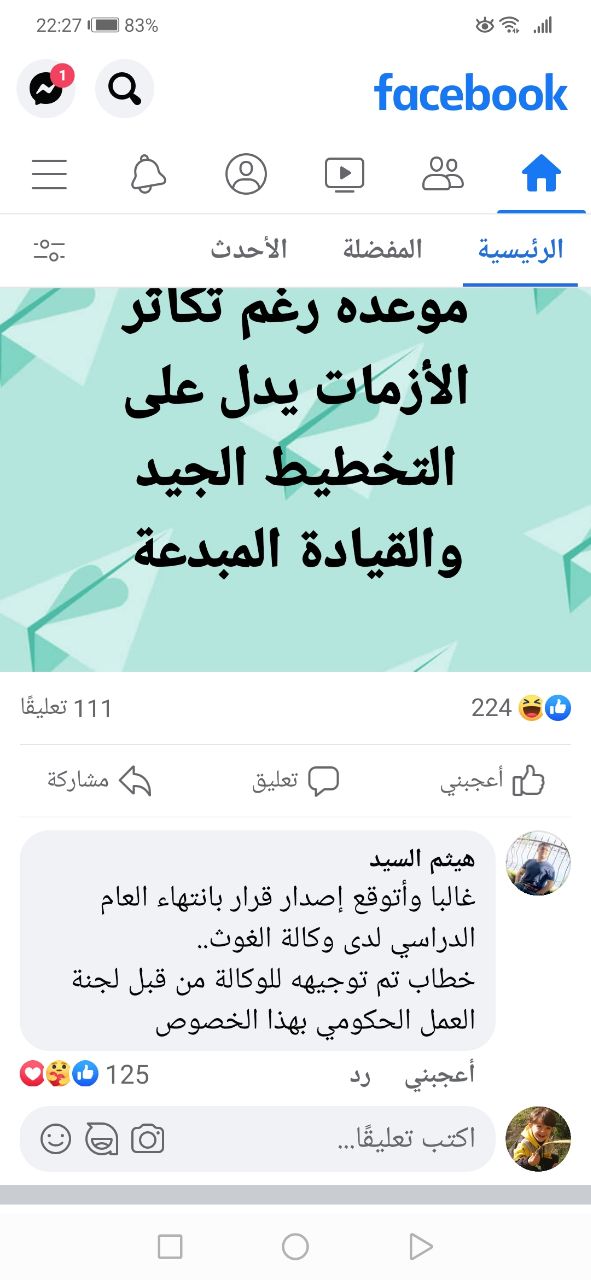 22:27 83%
1
facebook
الرئيسية المفضلة الأحدث
موعده رغم تكاثر
الأزمات يدل على
التخطيط الجيد
والقيادة المبدعة
224 111 تعليقًا
أعجبني تعليق مشاركة
هيثم السيد
غالبا وأتوقع إصدار قرار بانتهاء العام
الدراسي لدى وكالة الغوث..
خطاب تم توجيهه للوكالة من قبل لجنة
العمل الحكومي بهذا الخصوص
أعجبني رد 125
اكتب تعليقًا...